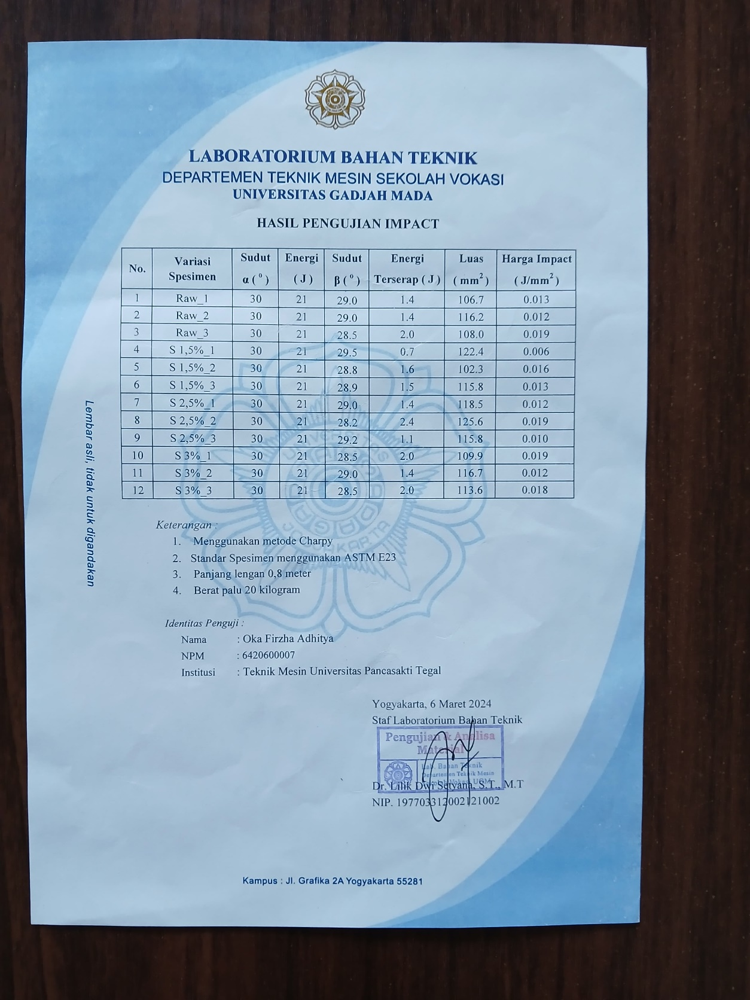 LABORATORIUM BAHAN TEKNIK
DEPARTEMEN TEKNIK MESIN SEKOLAH VOKASI
UNIVERSITAS GADJAH MADA
HASIL PENGUJIAN IMPACT
No. Variasi Spesimen Sudut α (°) Energi (J) Sudut β (°) Energi Terserap (J) Luas (mm²) Harga Impact (J/mm²)
1 Raw_1 30 21 29.0 1.4 106.7 0.013
2 Raw_2 30 21 29.0 1.4 116.2 0.012
3 Raw_3 30 21 28.5 2.0 108.0 0.019
4 S 1,5%_1 30 21 29.5 0.7 122.4 0.006
5 S 1,5%_2 30 21 28.8 1.6 102.3 0.016
6 S 1,5%_3 30 21 28.9 1.5 115.8 0.013
7 S 2,5%_1 30 21 29.0 1.4 118.5 0.012
8 S 2,5%_2 30 21 28.2 2.4 125.6 0.019
9 S 2,5%_3 30 21 29.2 1.1 115.8 0.010
10 S 3%_1 30 21 28.5 2.0 109.9 0.019
11 S 3%_2 30 21 29.0 1.4 116.7 0.012
12 S 3%_3 30 21 28.5 2.0 113.6 0.018
Lembar asli, tidak untuk digandakan
Keterangan :
1. Menggunakan metode Charpy
2. Standar Spesimen menggunakan ASTM E23
3. Panjang lengan 0,8 meter
4. Berat palu 20 kilogram
Identitas Penguji :
Nama : Oka Firzha Adhitya
NPM : 6420600007
Institusi : Teknik Mesin Universitas Pancasakti Tegal
Yogyakarta, 6 Maret 2024
Staf Laboratorium Bahan Teknik
Pengujian & Analisa
Material
Lab. Bahan Teknik
Departemen Teknik Mesin
Sekolah Vokasi UGM
Dr. Lilik Dwi Setyana, S.T., M.T
NIP. 197703312002121002
Kampus : Jl. Grafika 2A Yogyakarta 55281